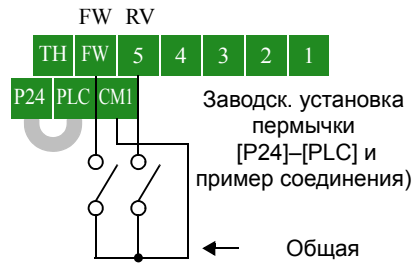 FW RV
TH FW 5 4 3 2 1
P24 PLC CM1
Заводск. установка
пермычки
[P24]–[PLC] и
пример соединения)
Общая